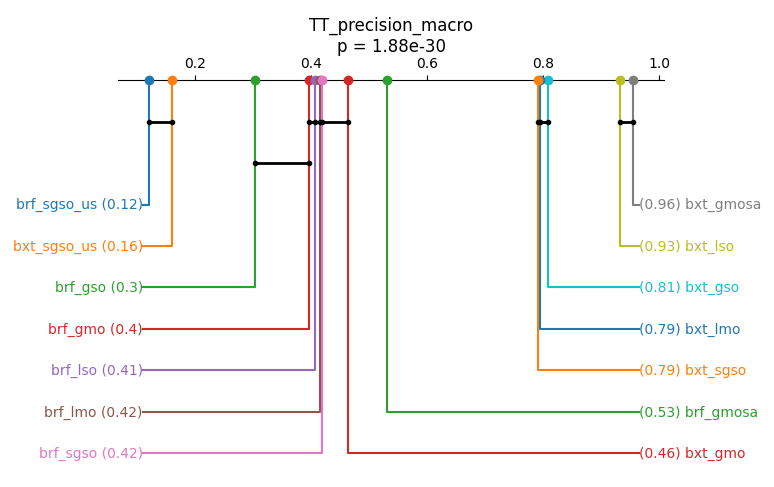 TT_precision_macro
p = 1.88e-30
0.2 0.4 0.6 0.8 1.0
brf_sgso_us (0.12) (0.96) bxt_gmosa
bxt_sgso_us (0.16) (0.93) bxt_lso
brf_gso (0.3) (0.81) bxt_gso
brf_gmo (0.4) (0.79) bxt_lmo
brf_lso (0.41) (0.79) bxt_sgso
brf_lmo (0.42) (0.53) brf_gmosa
brf_sgso (0.42) (0.46) bxt_gmo